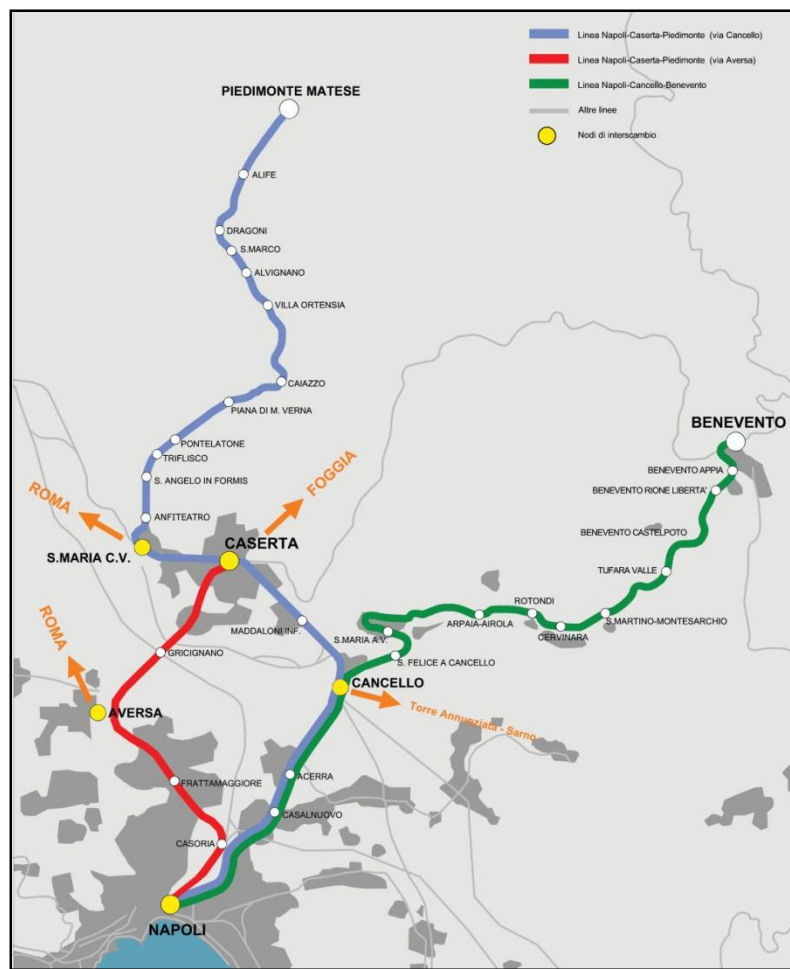 Linea Napoli-Caserta-Piedimonte (via Cancello)
Linea Napoli-Caserta-Piedimonte (via Aversa)
Linea Napoli-Cancello-Benevento
Altre linee
Nodi di interscambio
PIEDIMONTE MATESE
ALIFE
DRAGONI
S.MARCO
ALVIGNANO
VILLA ORTENSIA
CAIAZZO
PIANA DI M. VERNA
PONTELATONE
TRIFLISCO
S. ANGELO IN FORMIS
ANFITEATRO
ROMA
S.MARIA C.V.
FOGGIA
CASERTA
MADDALONI INF.
BENEVENTO
BENEVENTO APPIA
BENEVENTO RIONE LIBERTA'
BENEVENTO CASTELPOTO
TUFARA VALLE
S.MARTINO-MONTESARCHIO
CERVINARA
ROTONDI
ARPAIA-AIROLA
S.MARIA A.V.
S. FELICE A CANCELLO
CANCELLO
Torre Annunziata - Sarno
ROMA
GRICIGNANO
AVERSA
FRATTAMAGGIORE
CASORIA
ACERRA
CASALNUOVO
NAPOLI